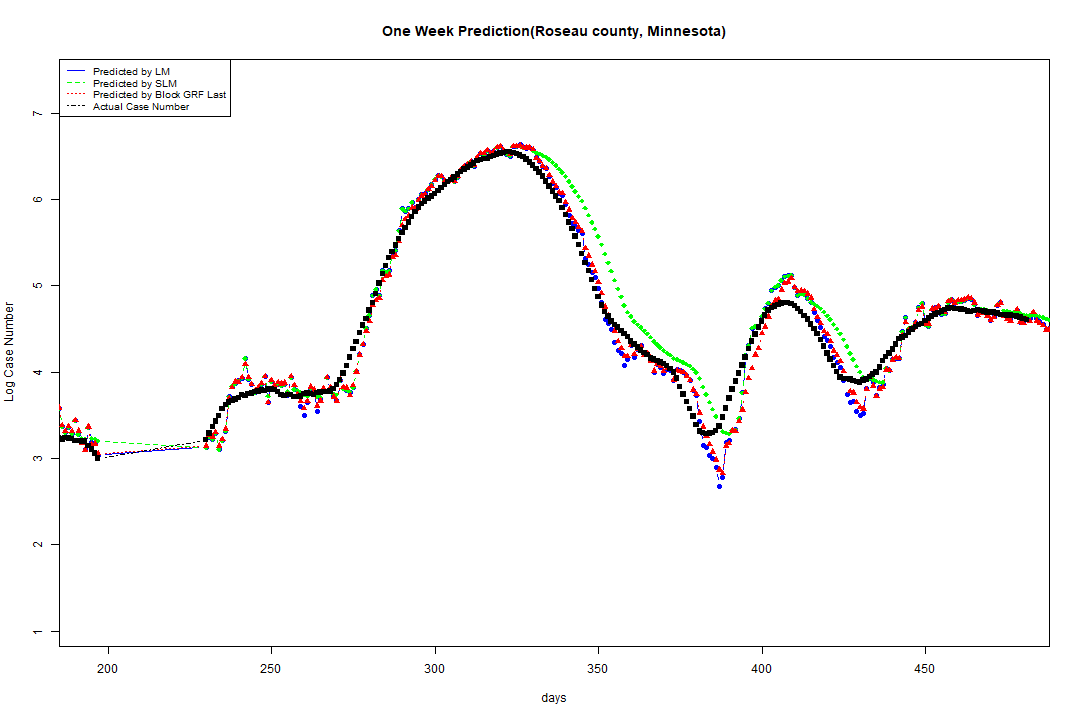 One Week Prediction(Roseau county, Minnesota)
Predicted by LM
Predicted by SLM
Predicted by Block GRF Last
Actual Case Number
7
6
5
4
3
2
1
Log Case Number
200 250 300 350 400 450
days